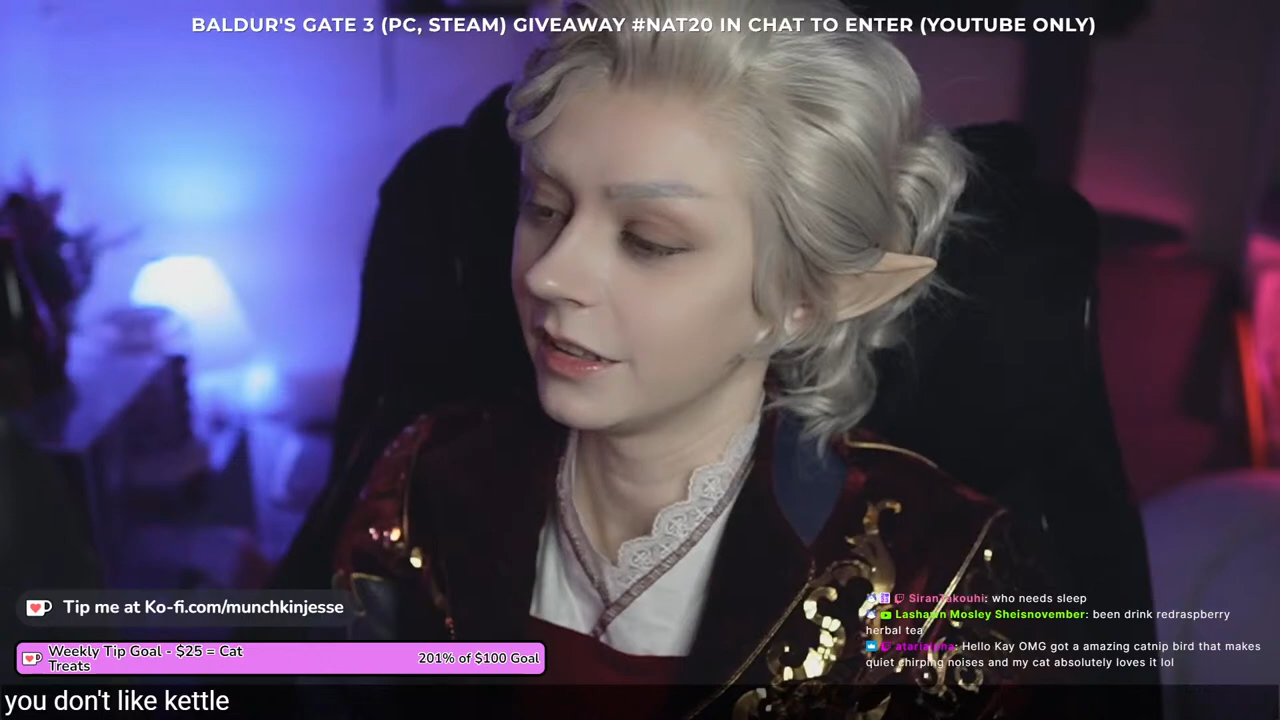 BALDUR'S GATE 3 (PC, STEAM) GIVEAWAY #NAT20 IN CHAT TO ENTER (YOUTUBE ONLY)
Tip me at Ko-fi.com/munchkinjesse
Weekly Tip Goal - $25 = Cat
Treats
201% of $100 Goal
: who needs sleep
Lashawn Mosley Sheisnovember: been drink redraspberry
herbal tea
: Hello Kay OMG got a amazing catnip bird that makes
quiet chirping noises and my cat absolutely loves it lol
you don't like kettle